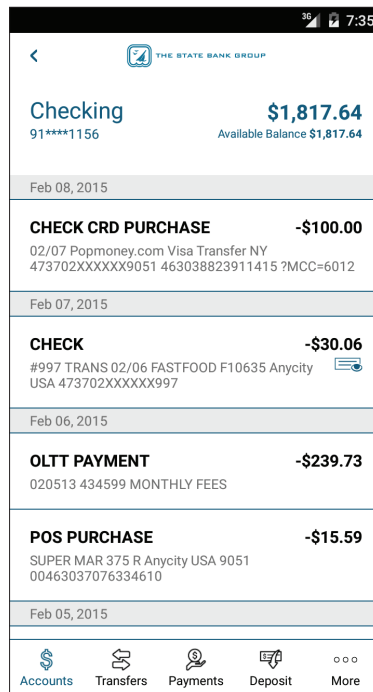 3G 7:35
THE STATE BANK GROUP
Checking $1,817.64
91****1156 Available Balance $1,817.64
Feb 08, 2015
CHECK CRD PURCHASE -$100.00
02/07 Popmoney.com Visa Transfer NY
473702XXXXXX9051 463038823911415 ?MCC=6012
Feb 07, 2015
CHECK -$30.06
#997 TRANS 02/06 FASTFOOD F10635 Anycity
USA 473702XXXXXX997
Feb 06, 2015
OLTT PAYMENT -$239.73
020513 434599 MONTHLY FEES
POS PURCHASE -$15.59
SUPER MAR 375 R Anycity USA 9051
00463037076334610
Feb 05, 2015
Accounts Transfers Payments Deposit More